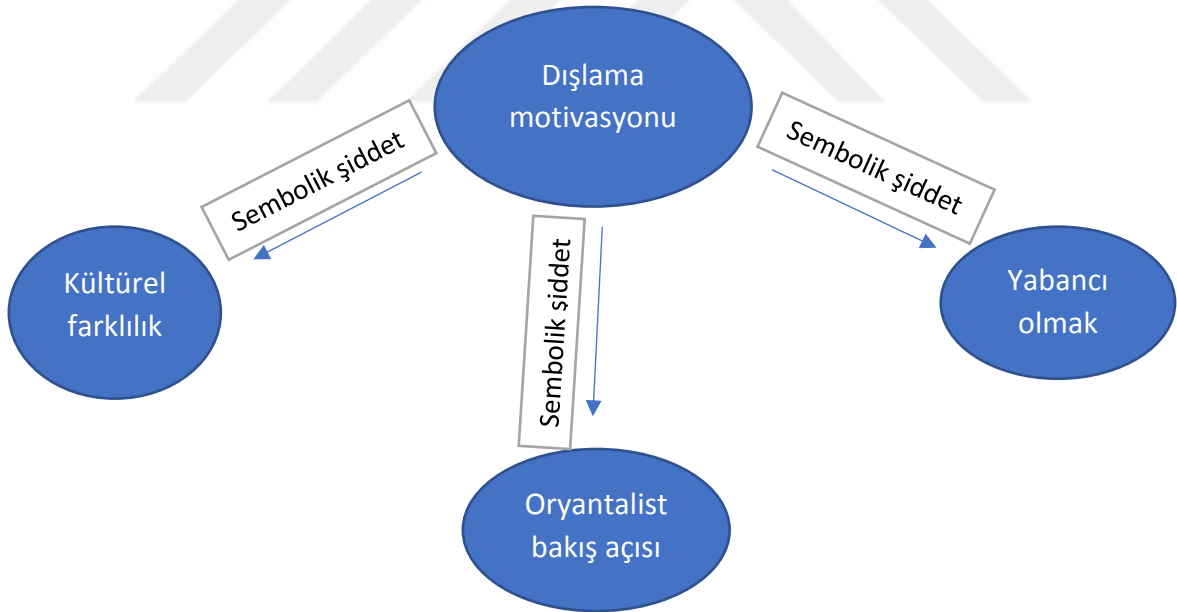 Dışlama
motivasyonu
Sembolik şiddet
Sembolik şiddet
Sembolik şiddet
Kültürel
farklılık
Yabancı
olmak
Oryantalist
bakış açısı